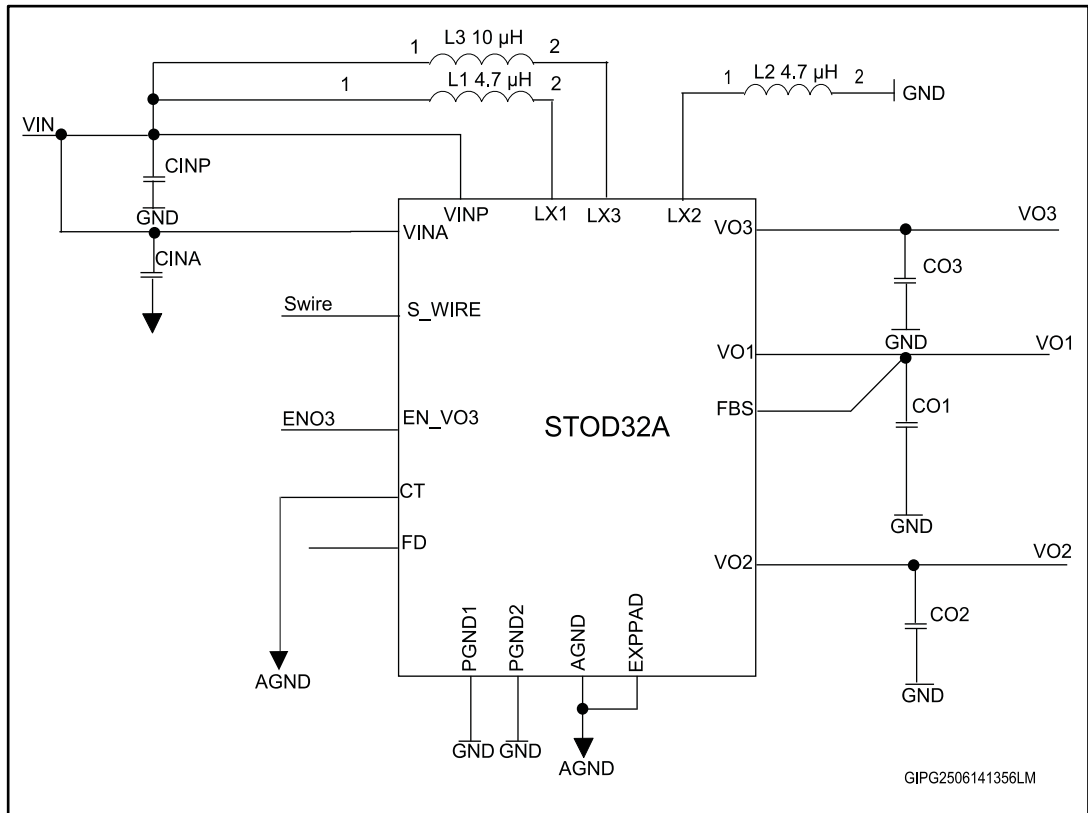 L3 10 µH
1 2
L1 4.7 µH
1 2
L2 4.7 µH
1 2
GND
VIN
CINP
GND
CINA
VINP LX1 LX3 LX2
VINA
VO3 VO3
CO3
GND
Swire S_WIRE
VO1 VO1
FBS
CO1
GND
ENO3 EN_VO3
STOD32A
CT
FD
AGND
VO2 VO2
CO2
GND
PGND1
PGND2
AGND
EXPPAD
GND GND
AGND
GIPG2506141356LM